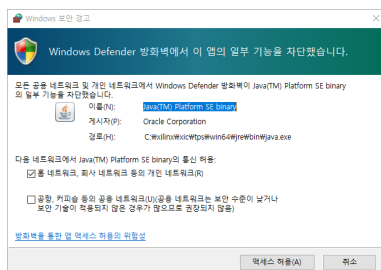 Windows 보안 경고
Windows Defender 방화벽에서 이 앱의 일부 기능을 차단했습니다.
모든 공용 네트워크 및 개인 네트워크에서 Windows Defender 방화벽이 Java(TM) Platform SE binary
의 일부 기능을 차단했습니다.
이름(N): Java(TM) Platform SE binary
게시자(P): Oracle Corporation
경로(H): C:₩xilinx₩xic₩tps₩win64₩jre₩bin₩java.exe
다음 네트워크에서 Java(TM) Platform SE binary의 통신 허용:
홈 네트워크, 회사 네트워크 등의 개인 네트워크(R)
공항, 커피숍 등의 공용 네트워크(U)(공용 네트워크는 보안 수준이 낮거나
보안 기술이 적용되지 않은 경우가 많으므로 권장되지 않음)
방화벽을 통한 앱 액세스 허용의 위험성
액세스 허용(A) 취소